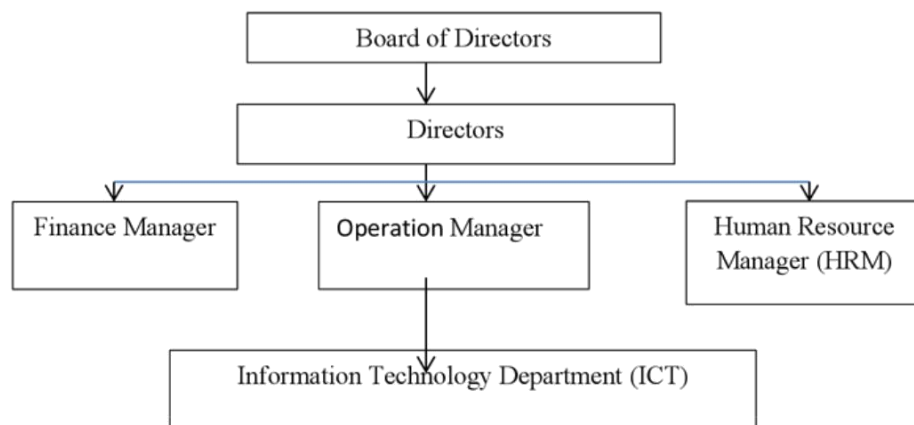 Board of Directors
Directors
Finance Manager
Operation Manager
Human Resource
Manager (HRM)
Information Technology Department (ICT)